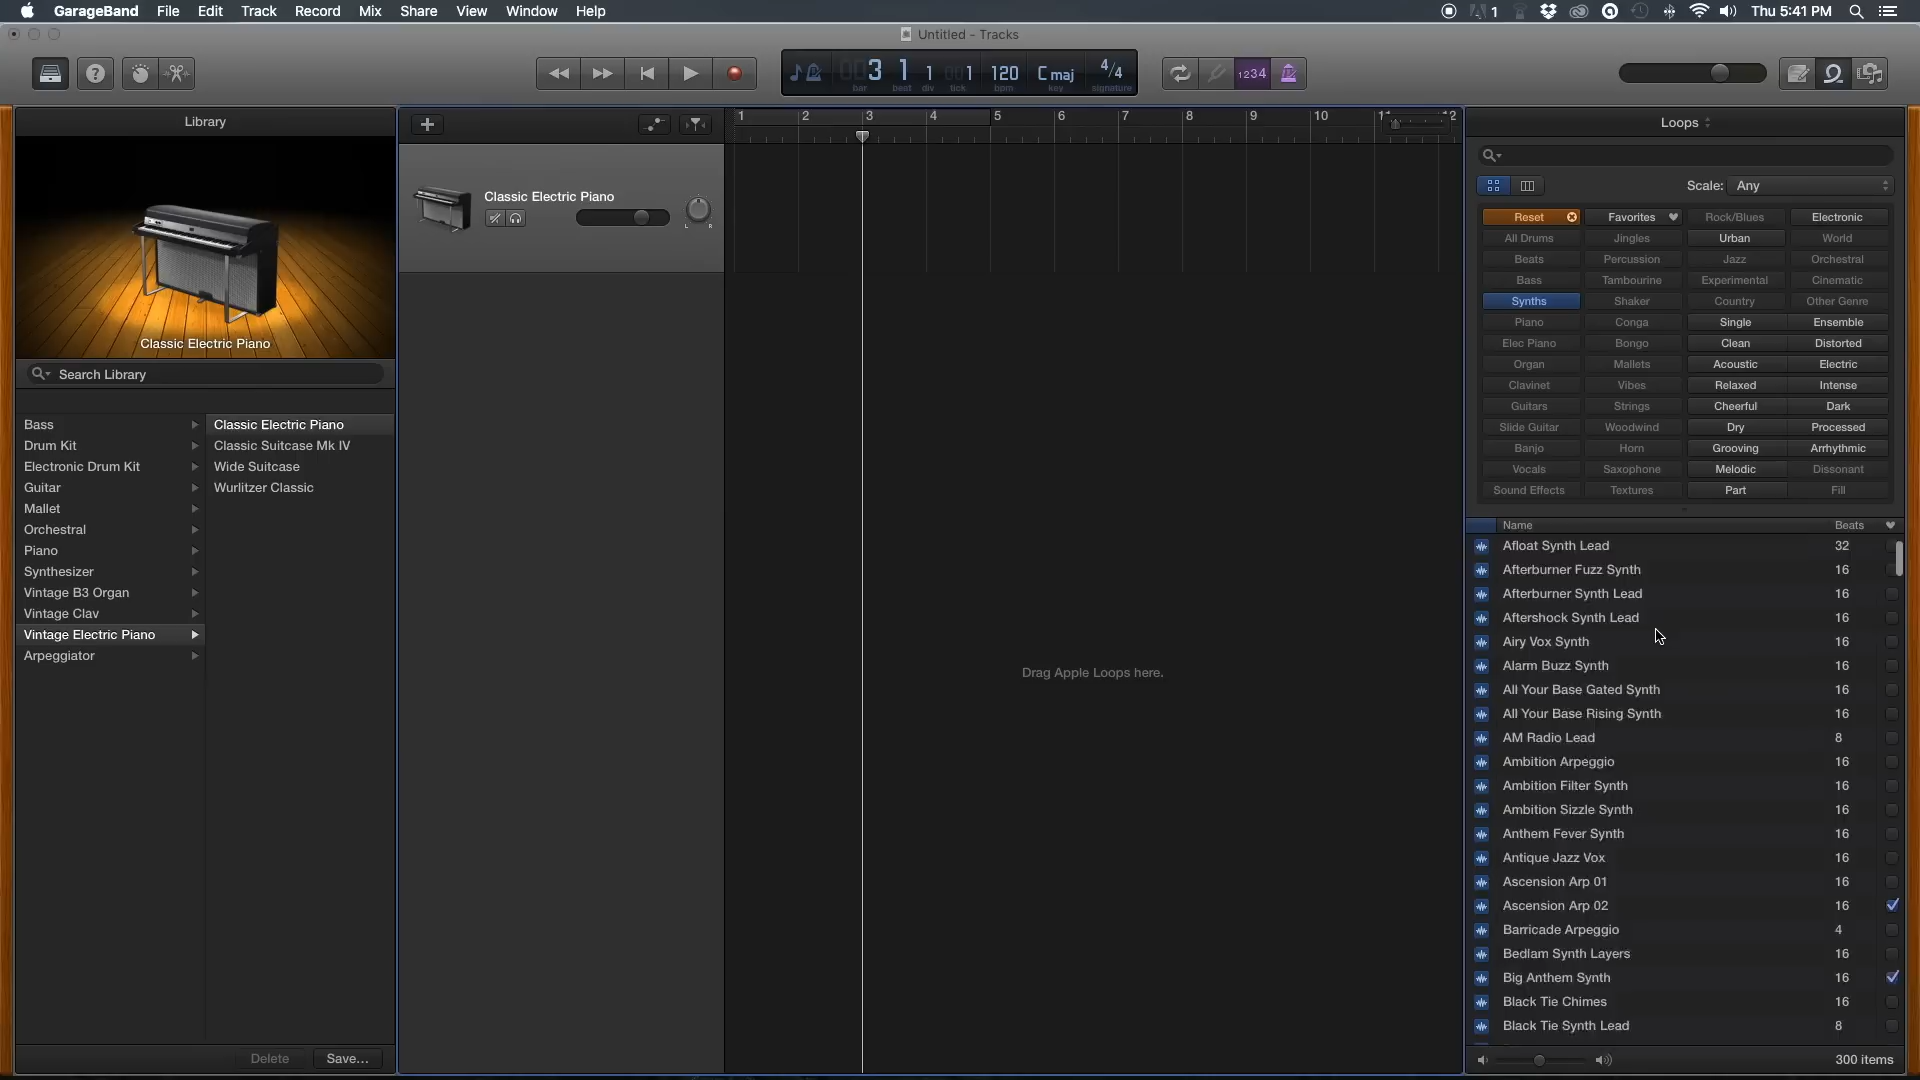 GarageBand File Edit Track Record Mix Share View Window Help
1 Thu 5:41 PM
Untitled - Tracks
3 1 1 1 120 C maj 4/4
bar beat div tick bpm key signature
1234
Library
Classic Electric Piano
Search Library
Bass
Drum Kit
Electronic Drum Kit
Guitar
Mallet
Orchestral
Piano
Synthesizer
Vintage B3 Organ
Vintage Clav
Vintage Electric Piano
Arpeggiator
Classic Electric Piano
Classic Suitcase Mk IV
Wide Suitcase
Wurlitzer Classic
Delete Save...
1 2 3 4 5 6 7 8 9 10 11 12
Classic Electric Piano
L R
Drag Apple Loops here.
Loops
Scale: Any
Reset Favorites Rock/Blues Electronic
All Drums Jingles Urban World
Beats Percussion Jazz Orchestral
Bass Tambourine Experimental Cinematic
Synths Shaker Country Other Genre
Piano Conga Single Ensemble
Elec Piano Bongo Clean Distorted
Organ Mallets Acoustic Electric
Clavinet Vibes Relaxed Intense
Guitars Strings Cheerful Dark
Slide Guitar Woodwind Dry Processed
Banjo Horn Grooving Arrhythmic
Vocals Saxophone Melodic Dissonant
Sound Effects Textures Part Fill
Name Beats
Afloat Synth Lead 32
Afterburner Fuzz Synth 16
Afterburner Synth Lead 16
Aftershock Synth Lead 16
Airy Vox Synth 16
Alarm Buzz Synth 16
All Your Base Gated Synth 16
All Your Base Rising Synth 16
AM Radio Lead 8
Ambition Arpeggio 16
Ambition Filter Synth 16
Ambition Sizzle Synth 16
Anthem Fever Synth 16
Antique Jazz Vox 16
Ascension Arp 01 16
Ascension Arp 02 16
Barricade Arpeggio 4
Bedlam Synth Layers 16
Big Anthem Synth 16
Black Tie Chimes 16
Black Tie Synth Lead 8
300 items